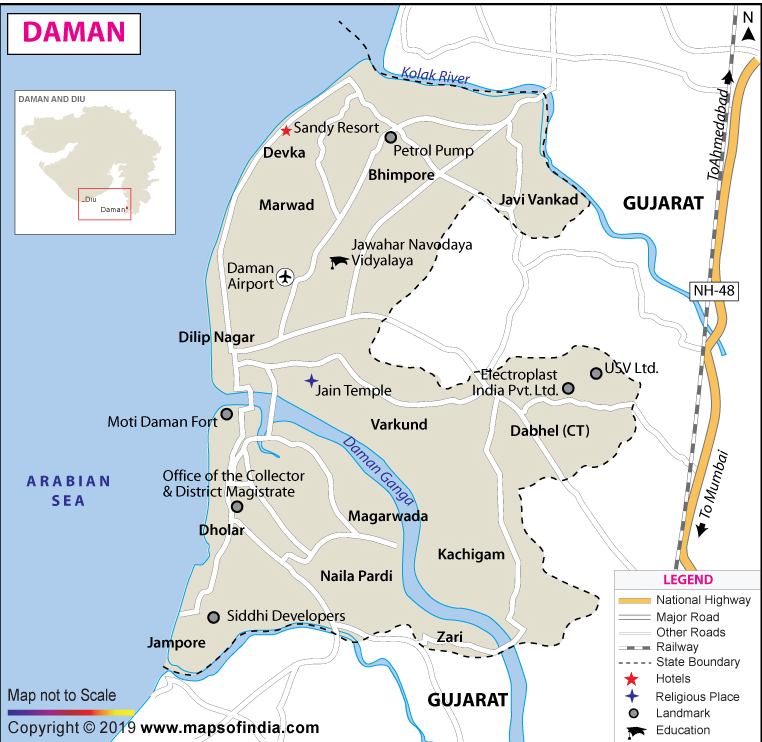 DAMAN
N
DAMAN AND DIU
Diu
Daman
Kolak River
ToAhmedabad
Sandy Resort
Devka
Petrol Pump
Bhimpore
Marwad
Javi Vankad
GUJARAT
Jawahar Navodaya
Vidyalaya
Daman
Airport
NH-48
Dilip Nagar
USV Ltd.
Electroplast
India Pvt. Ltd.
Jain Temple
Moti Daman Fort
Varkund
Dabhel (CT)
Daman Ganga
ARABIAN
SEA
Office of the Collector
& District Magistrate
To Mumbai
Magarwada
Dholar
Kachigam
Naila Pardi
Siddhi Developers
Jampore
Zari
GUJARAT
LEGEND
National Highway
Major Road
Other Roads
Railway
State Boundary
Hotels
Religious Place
Landmark
Education
Map not to Scale
Copyright © 2019 www.mapsofindia.com